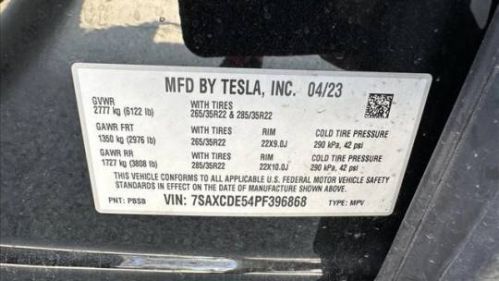 MFD BY TESLA, INC. 04/23
GVWR WITH TIRES
2777 kg (6122 lb) 265/35R22 & 285/35R22
GAWR FRT WITH TIRES RIM COLD TIRE PRESSURE
1350 kg (2976 lb) 265/35R22 22X9.0J 290 kPa, 42 psi
GAWR RR WITH TIRES RIM COLD TIRE PRESSURE
1727 kg (3808 lb) 285/35R22 22X10.0J 290 kPa, 42 psi
THIS VEHICLE CONFORMS TO ALL APPLICABLE U.S. FEDERAL MOTOR VEHICLE SAFETY
STANDARDS IN EFFECT ON THE DATE OF MANUFACTURE SHOWN ABOVE.
PNT: PBSB VIN: 7SAXCDE54PF396868 TYPE: MPV